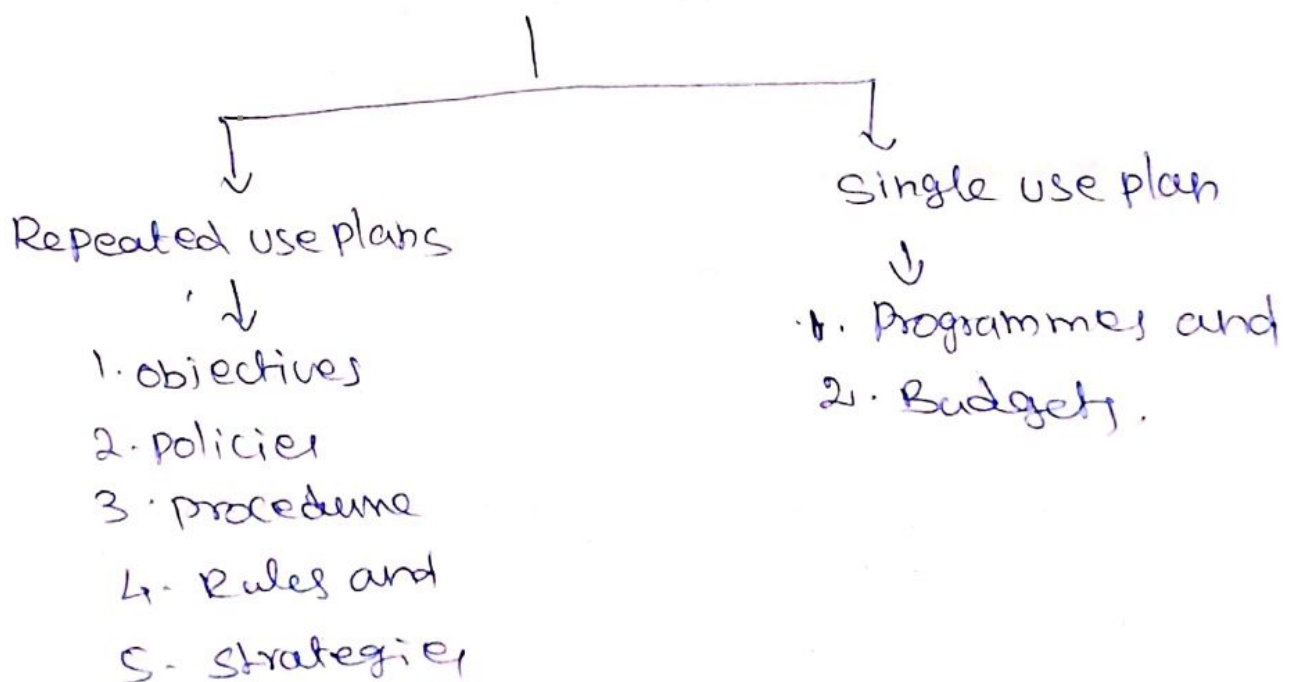 Repeated use plans
1. objectives
2. policies
3. procedure
4. Rules and
5. strategies
Single use plan
1. Programmes and
2. Budgets.